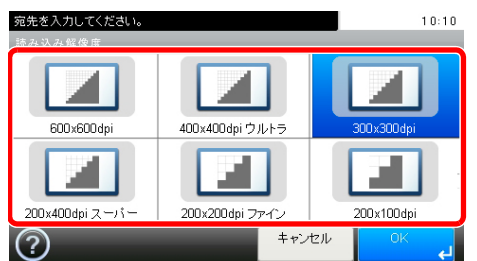 宛先を入力してください。 10:10
読み込み解像度
600x600dpi 400x400dpi ウルトラ 300x300dpi
200x400dpi スーパー 200x200dpi ファイン 200x100dpi
? キャンセル OK